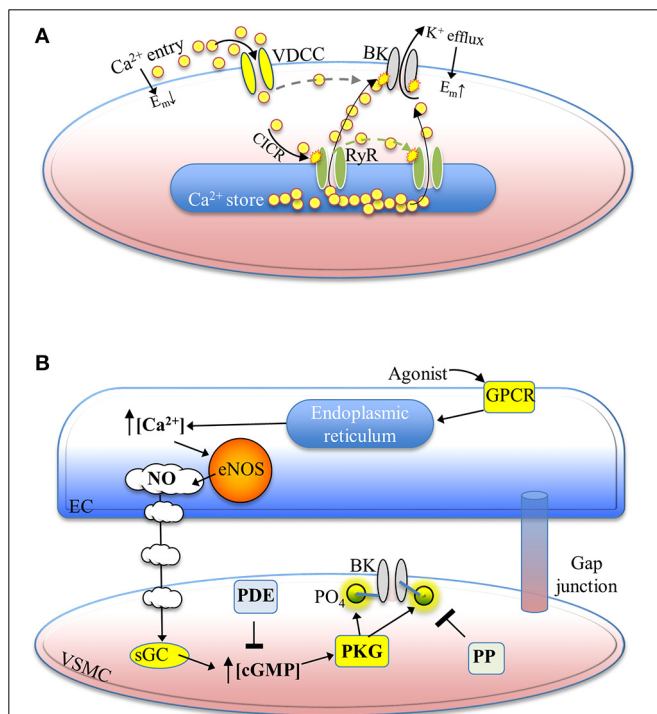 A
Ca²⁺ entry
VDCC
BK
K⁺ efflux
Eₘ↓
Eₘ↑
CICR
RyR
Ca²⁺ store
B
Agonist
GPCR
↑[Ca²⁺]
Endoplasmic
reticulum
eNOS
NO
EC
Gap
junction
BK
PDE
PO₄
sGC
↑[cGMP]
PKG
PP
VSMC